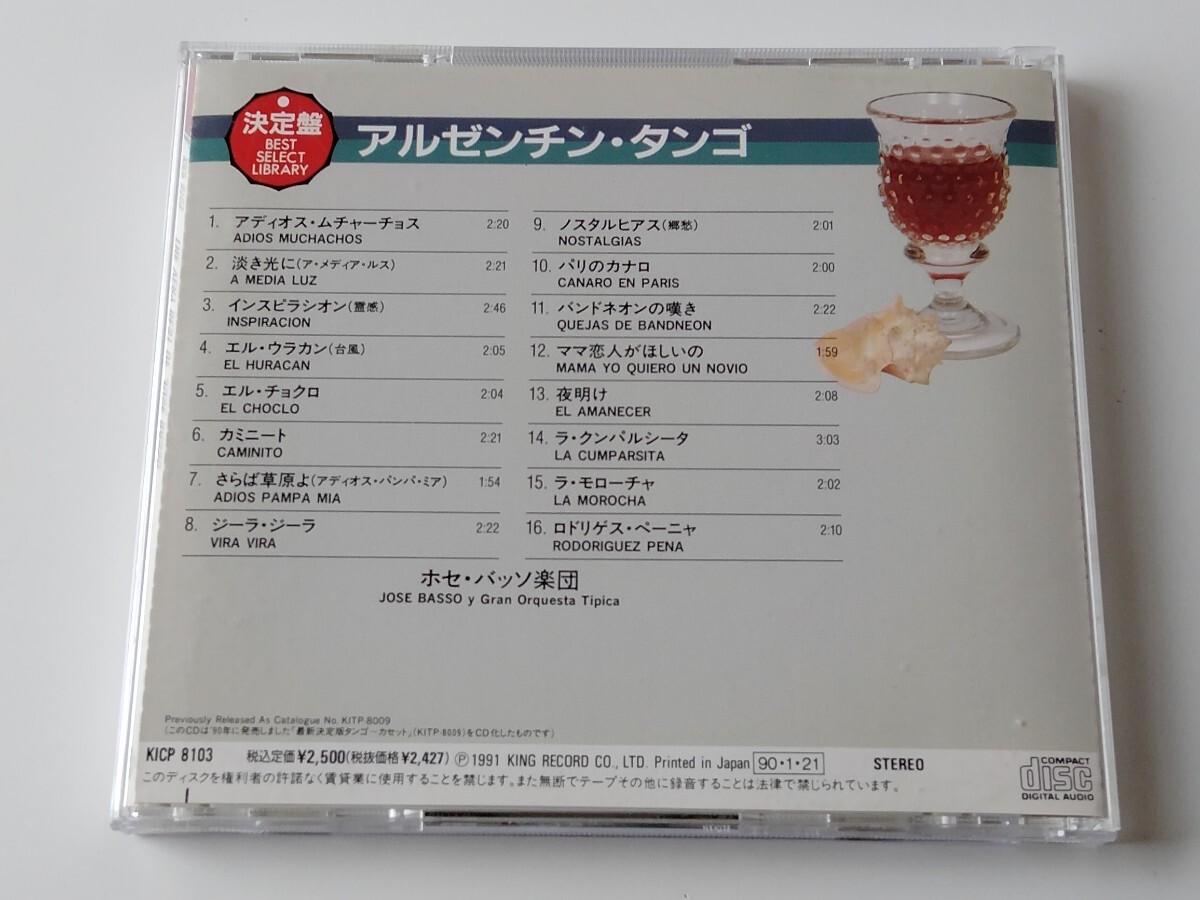 決定盤
BEST
SELECT
LIBRARY
アルゼンチン・タンゴ
1. アディオス・ムチャーチョス 2:20
ADIOS MUCHACHOS
2. 淡き光に(ア・メディア・ルス) 2:21
A MEDIA LUZ
3. インスピラシオン(霊感) 2:46
INSPIRACION
4. エル・ウラカン(台風) 2:05
EL HURACAN
5. エル・チョクロ 2:04
EL CHOCLO
6. カミニート 2:21
CAMINITO
7. さらば草原よ(アディオス・パンパ・ミア) 1:54
ADIOS PAMPA MIA
8. ジーラ・ジーラ 2:22
VIRA VIRA
9. ノスタルヒアス(郷愁) 2:01
NOSTALGIAS
10. パリのカナロ 2:00
CANARO EN PARIS
11. バンドネオンの嘆き 2:22
QUEJAS DE BANDNEON
12. ママ恋人がほしいの 1:59
MAMA YO QUIERO UN NOVIO
13. 夜明け 2:08
EL AMANECER
14. ラ・クンパルシータ 3:03
LA CUMPARSITA
15. ラ・モローチャ 2:02
LA MOROCHA
16. ロドリゲス・ペーニャ 2:10
RODORIGUEZ PENA
ホセ・バッソ楽団
JOSE BASSO y Gran Orquesta Tipica
Previously Released As Catalogue No. KITP-8009
(このCDは'90年に発売しました「最新決定版タンゴーカセット」(KITP-8009)をCD化したものです)
KICP 8103 税込定価¥2,500(税抜価格¥2,427) Ⓟ1991 KING RECORD CO., LTD. Printed in Japan 90・1・21 STEREO
このディスクを権利者の許諾なく賃貸業に使用することを禁じます。また無断でテープその他に録音することは法律で禁じられています。
COMPACT
disc
DIGITAL AUDIO